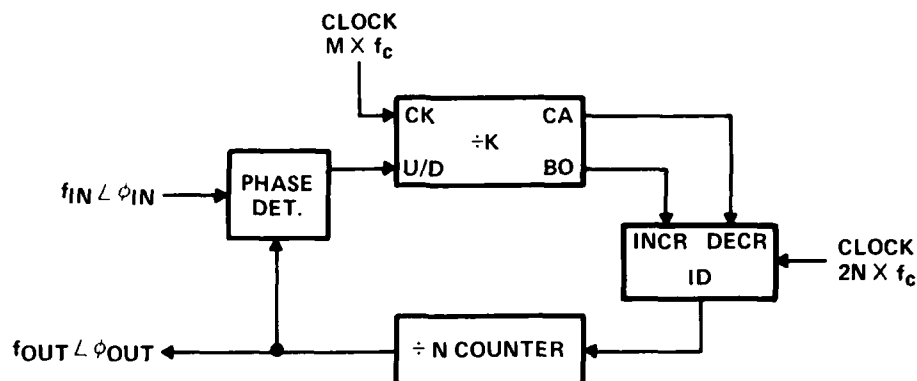 CLOCK
M × fc
CK
CA
÷K
U/D
BO
PHASE
DET.
fIN ∠ ϕIN
INCR DECR
ID
CLOCK
2N × fc
fOUT ∠ ϕOUT
÷ N COUNTER